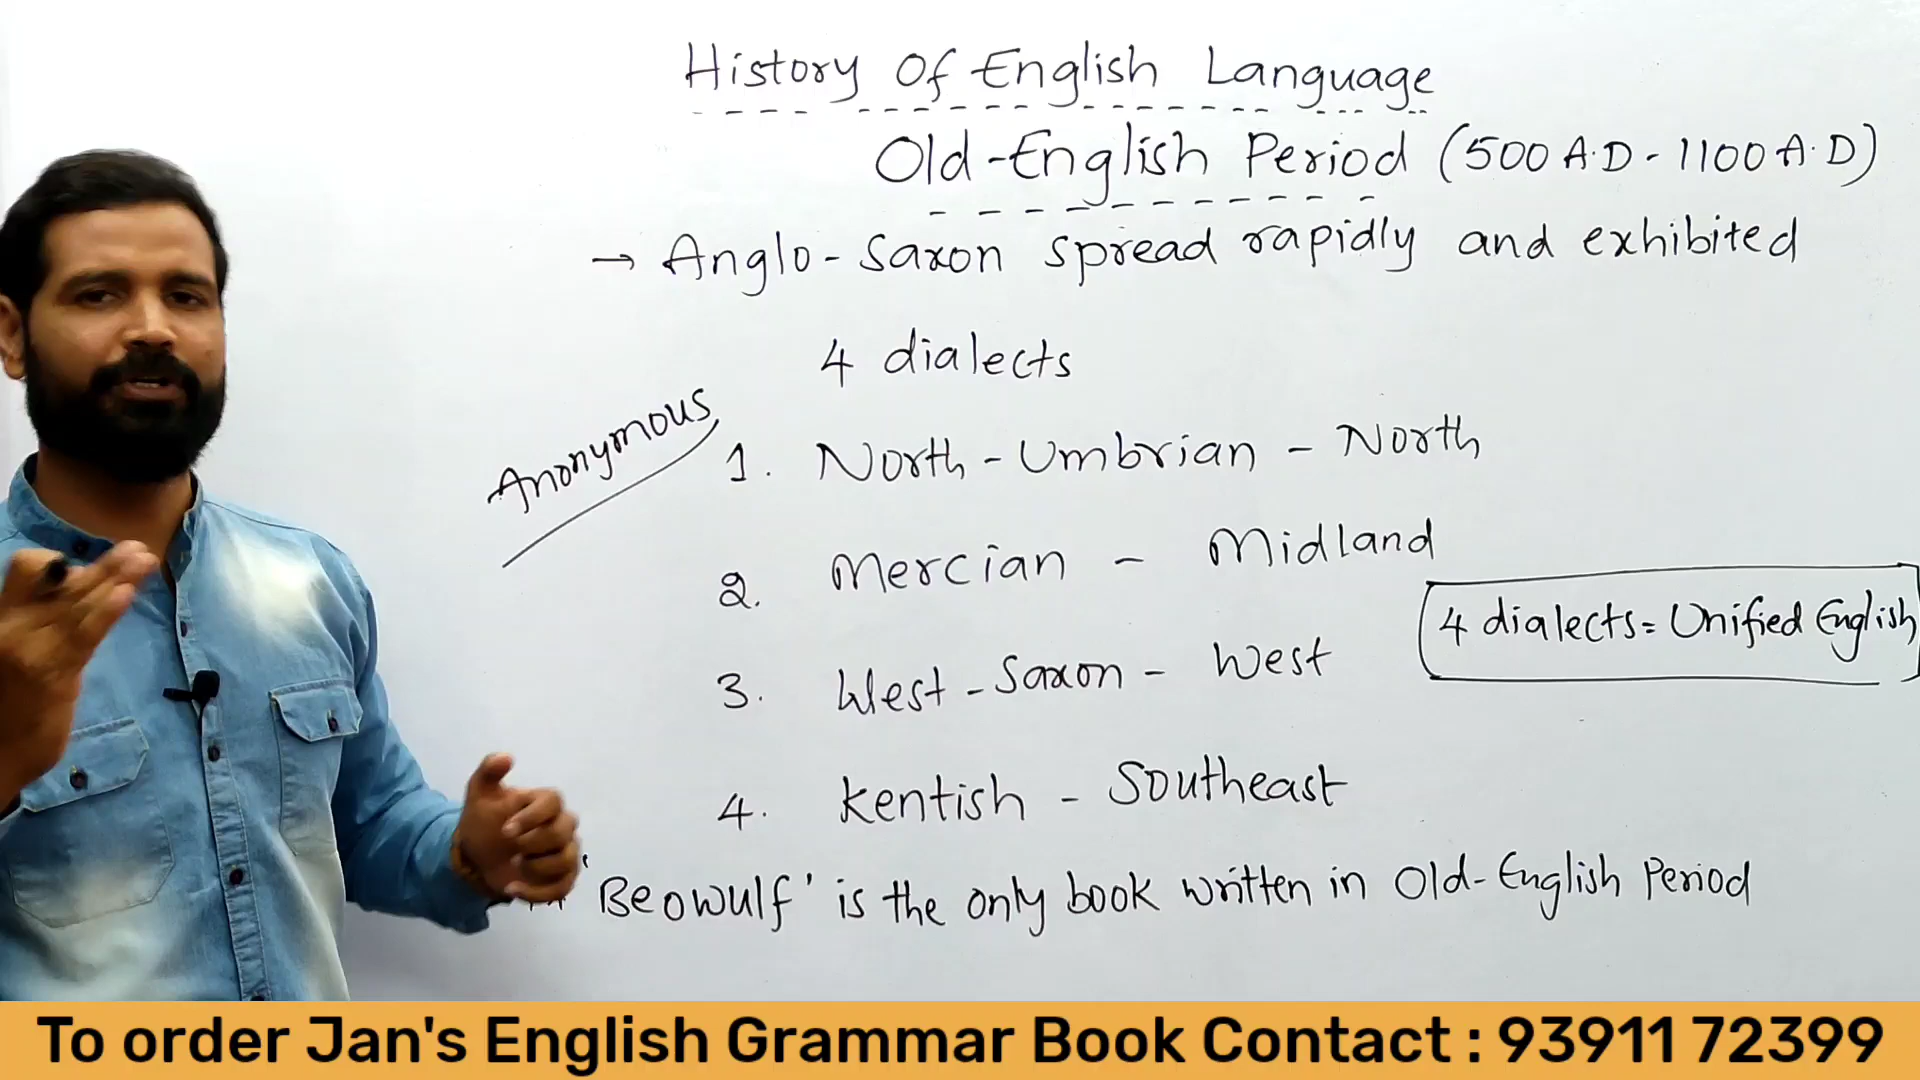 History Of English Language
Old-English Period (500 A.D - 1100 A.D)
→ Anglo-Saxon spread rapidly and exhibited
4 dialects
Anonymous
1. North-Umbrian - North
2. Mercian - Midland
4 dialects = Unified English
3. West-Saxon - West
4. Kentish - Southeast
'Beowulf' is the only book written in Old-English Period
To order Jan's English Grammar Book Contact : 93911 72399